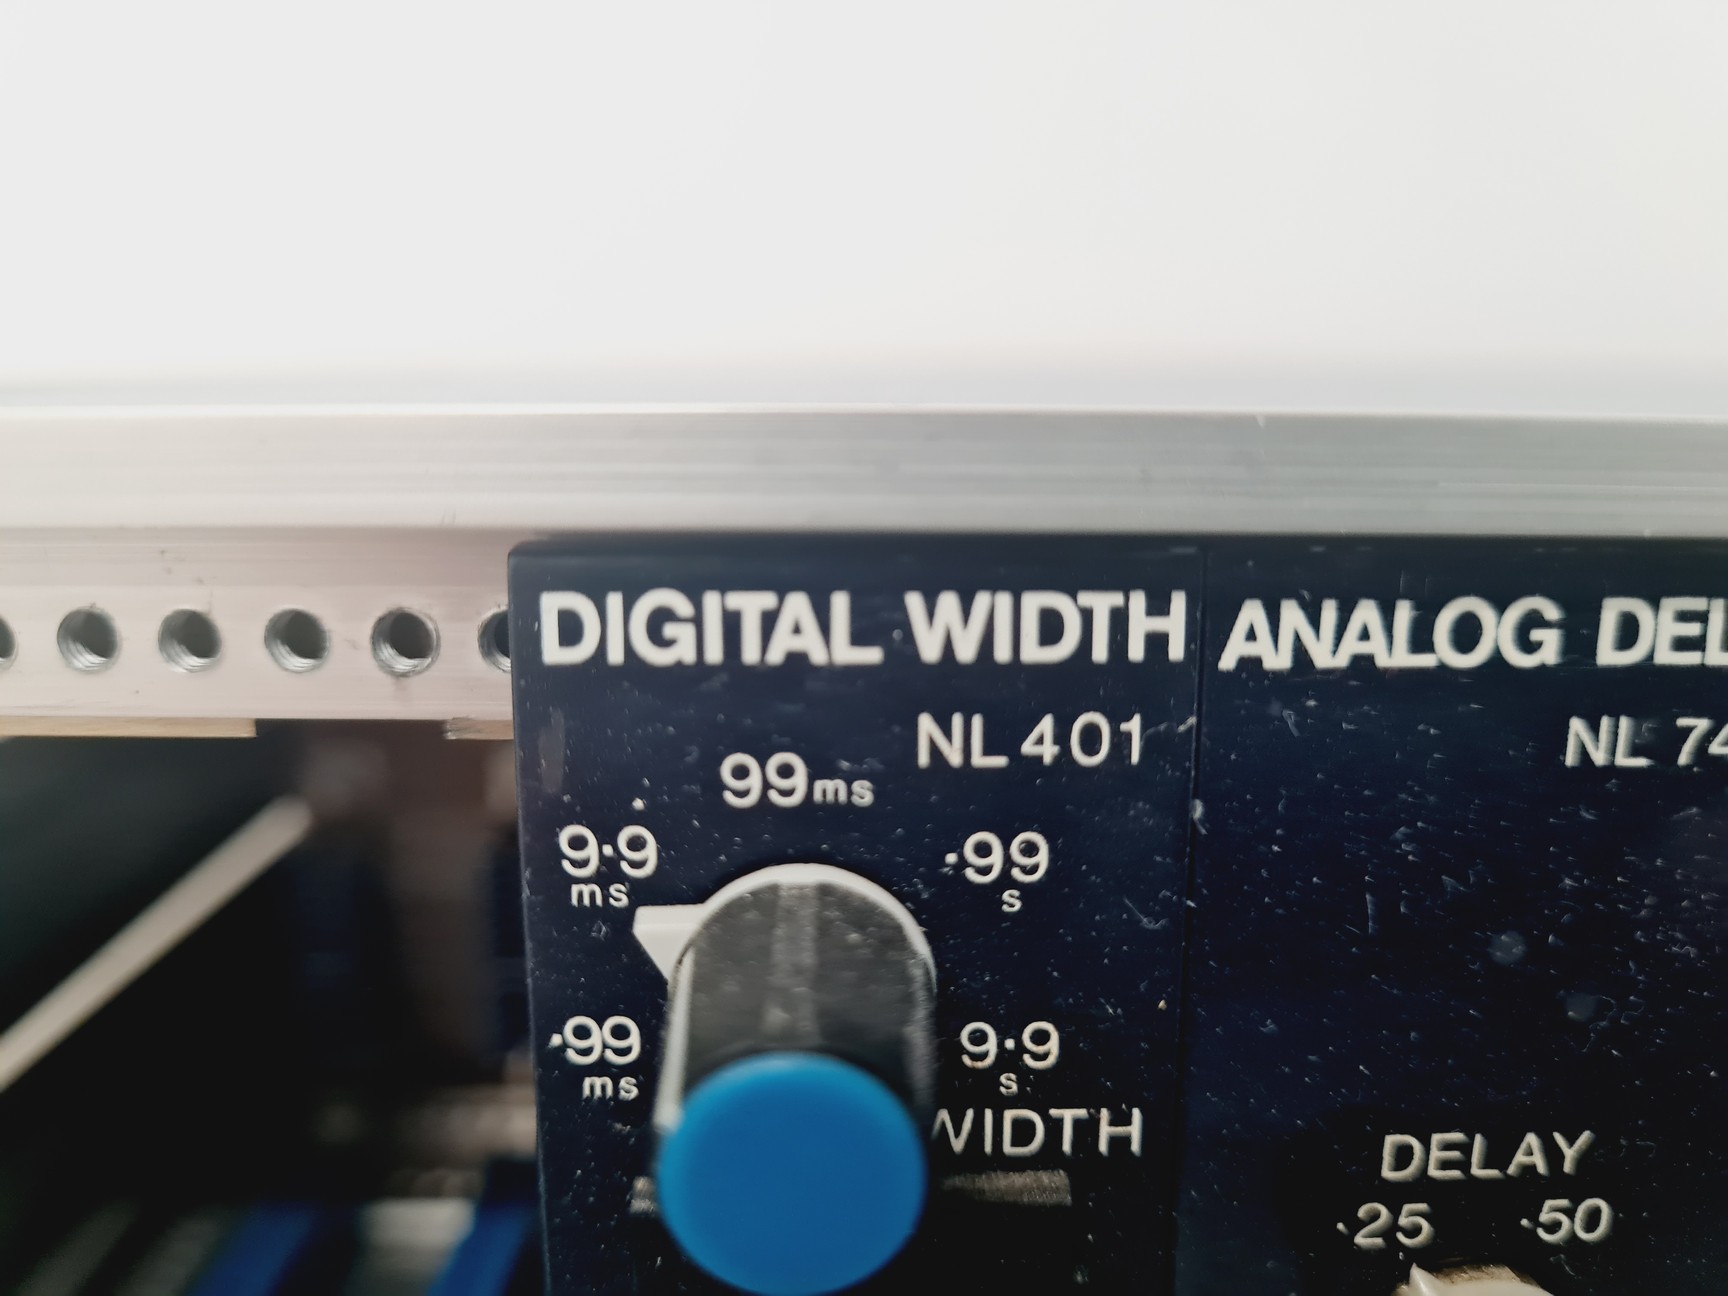 DIGITAL WIDTH
NL 401
99ms
9·9
ms
·99
s
·99
ms
9·9
s
WIDTH
ANALOG DEL
NL 74
DELAY
·25 ·50